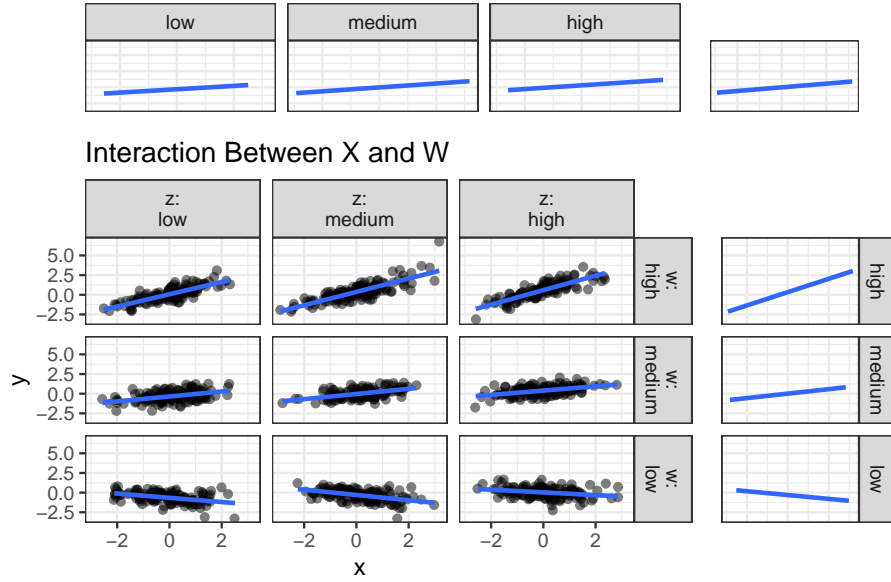 low medium high
Interaction Between X and W
z: z: z:
low medium high
5.0
2.5
0.0
−2.5
w:
high
high
5.0
2.5
0.0
−2.5
w:
medium
medium
5.0
2.5
0.0
−2.5
w:
low
low
y
−2 0 2 −2 0 2 −2 0 2
x